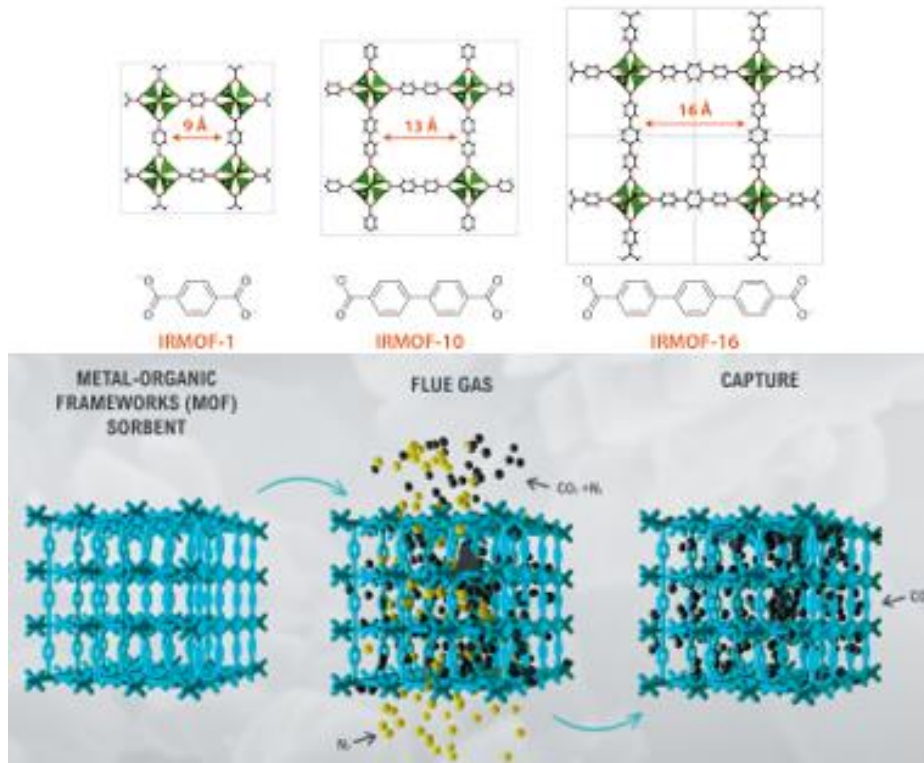 9 Å
13 Å
16 Å
⁻O
O
O
O⁻
⁻O
O
O
O⁻
⁻O
O
O
O⁻
IRMOF-1
IRMOF-10
IRMOF-16
METAL-ORGANIC
FRAMEWORKS (MOF)
SORBENT
FLUE GAS
CAPTURE
CO₂ +N₂
CO
N₂